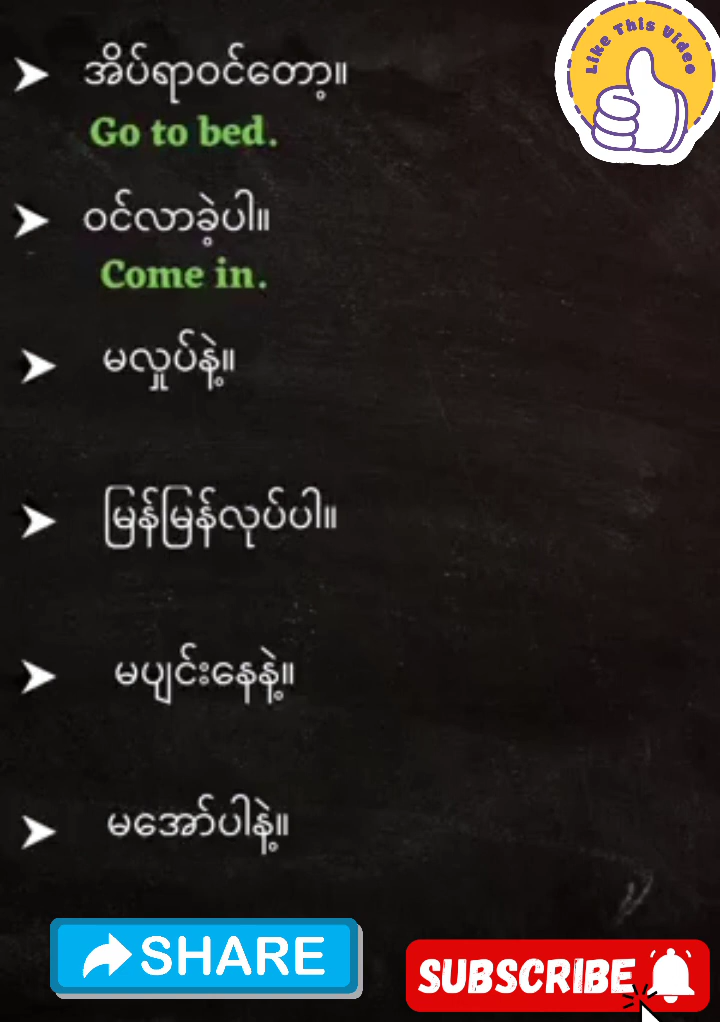 Like This Video
အိပ်ရာဝင်တော့။
Go to bed.
ဝင်လာခဲ့ပါ။
Come in.
မလှုပ်နဲ့။
မြန်မြန်လုပ်ပါ။
မပျင်းနေနဲ့။
မအော်ပါနဲ့။
SHARE
SUBSCRIBE